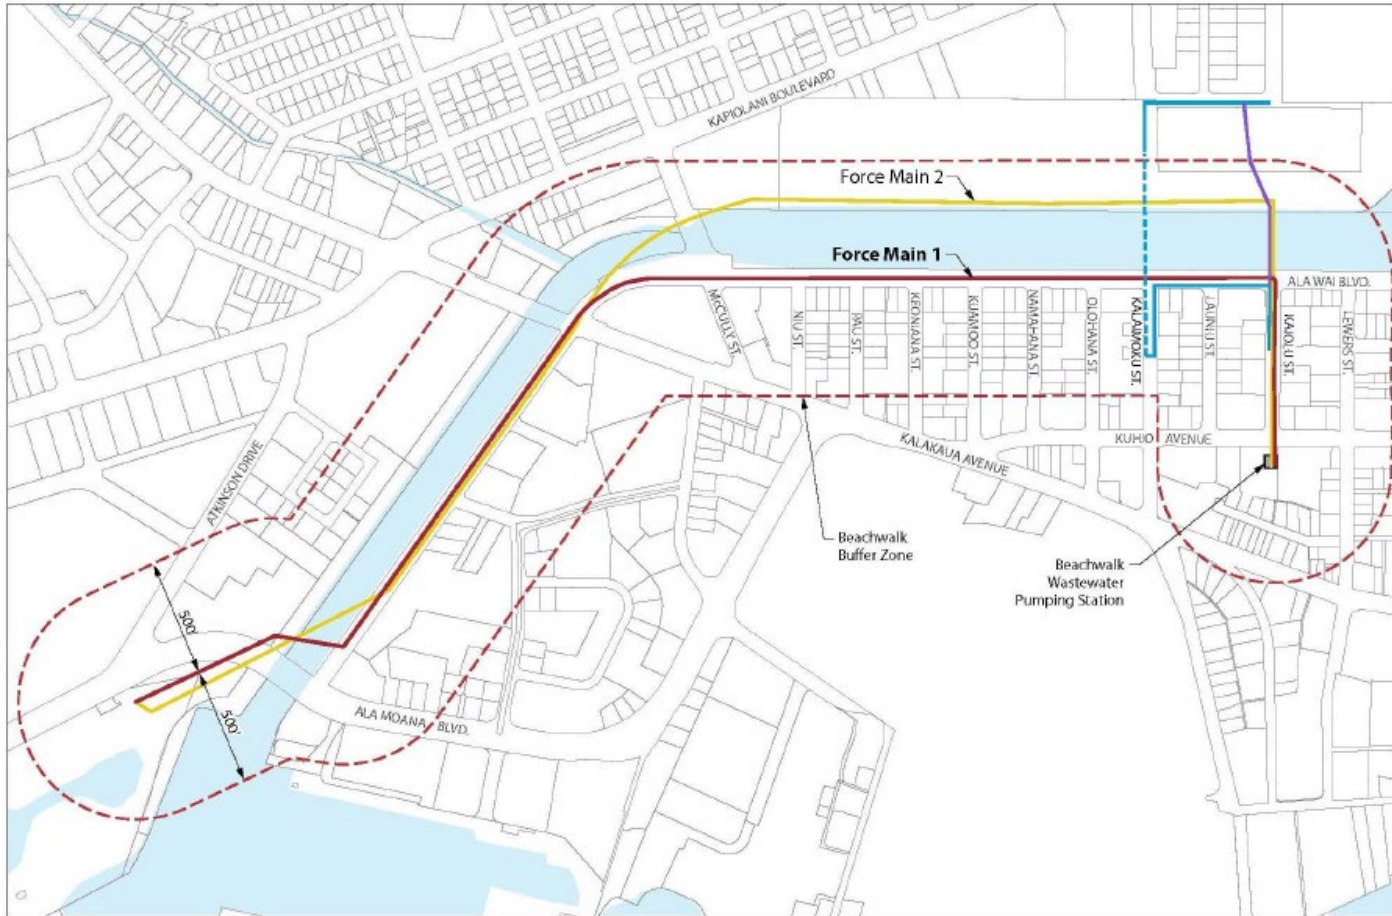 KAPIOLANI BOULEVARD
Force Main 2
Force Main 1
ALA WAI BLVD.
McCULLY ST.
NIU ST.
PAU ST.
KEONIANA ST.
KUAMOO ST.
NAMAHANA ST.
OLOHANA ST.
KALAIMOKU ST.
LAUNIU ST.
KAIOLU ST.
LEWERS ST.
KUHIO AVENUE
KALAKAUA AVENUE
ATKINSON DRIVE
Beachwalk
Buffer Zone
Beachwalk
Wastewater
Pumping Station
500'
500'
ALA MOANA BLVD.